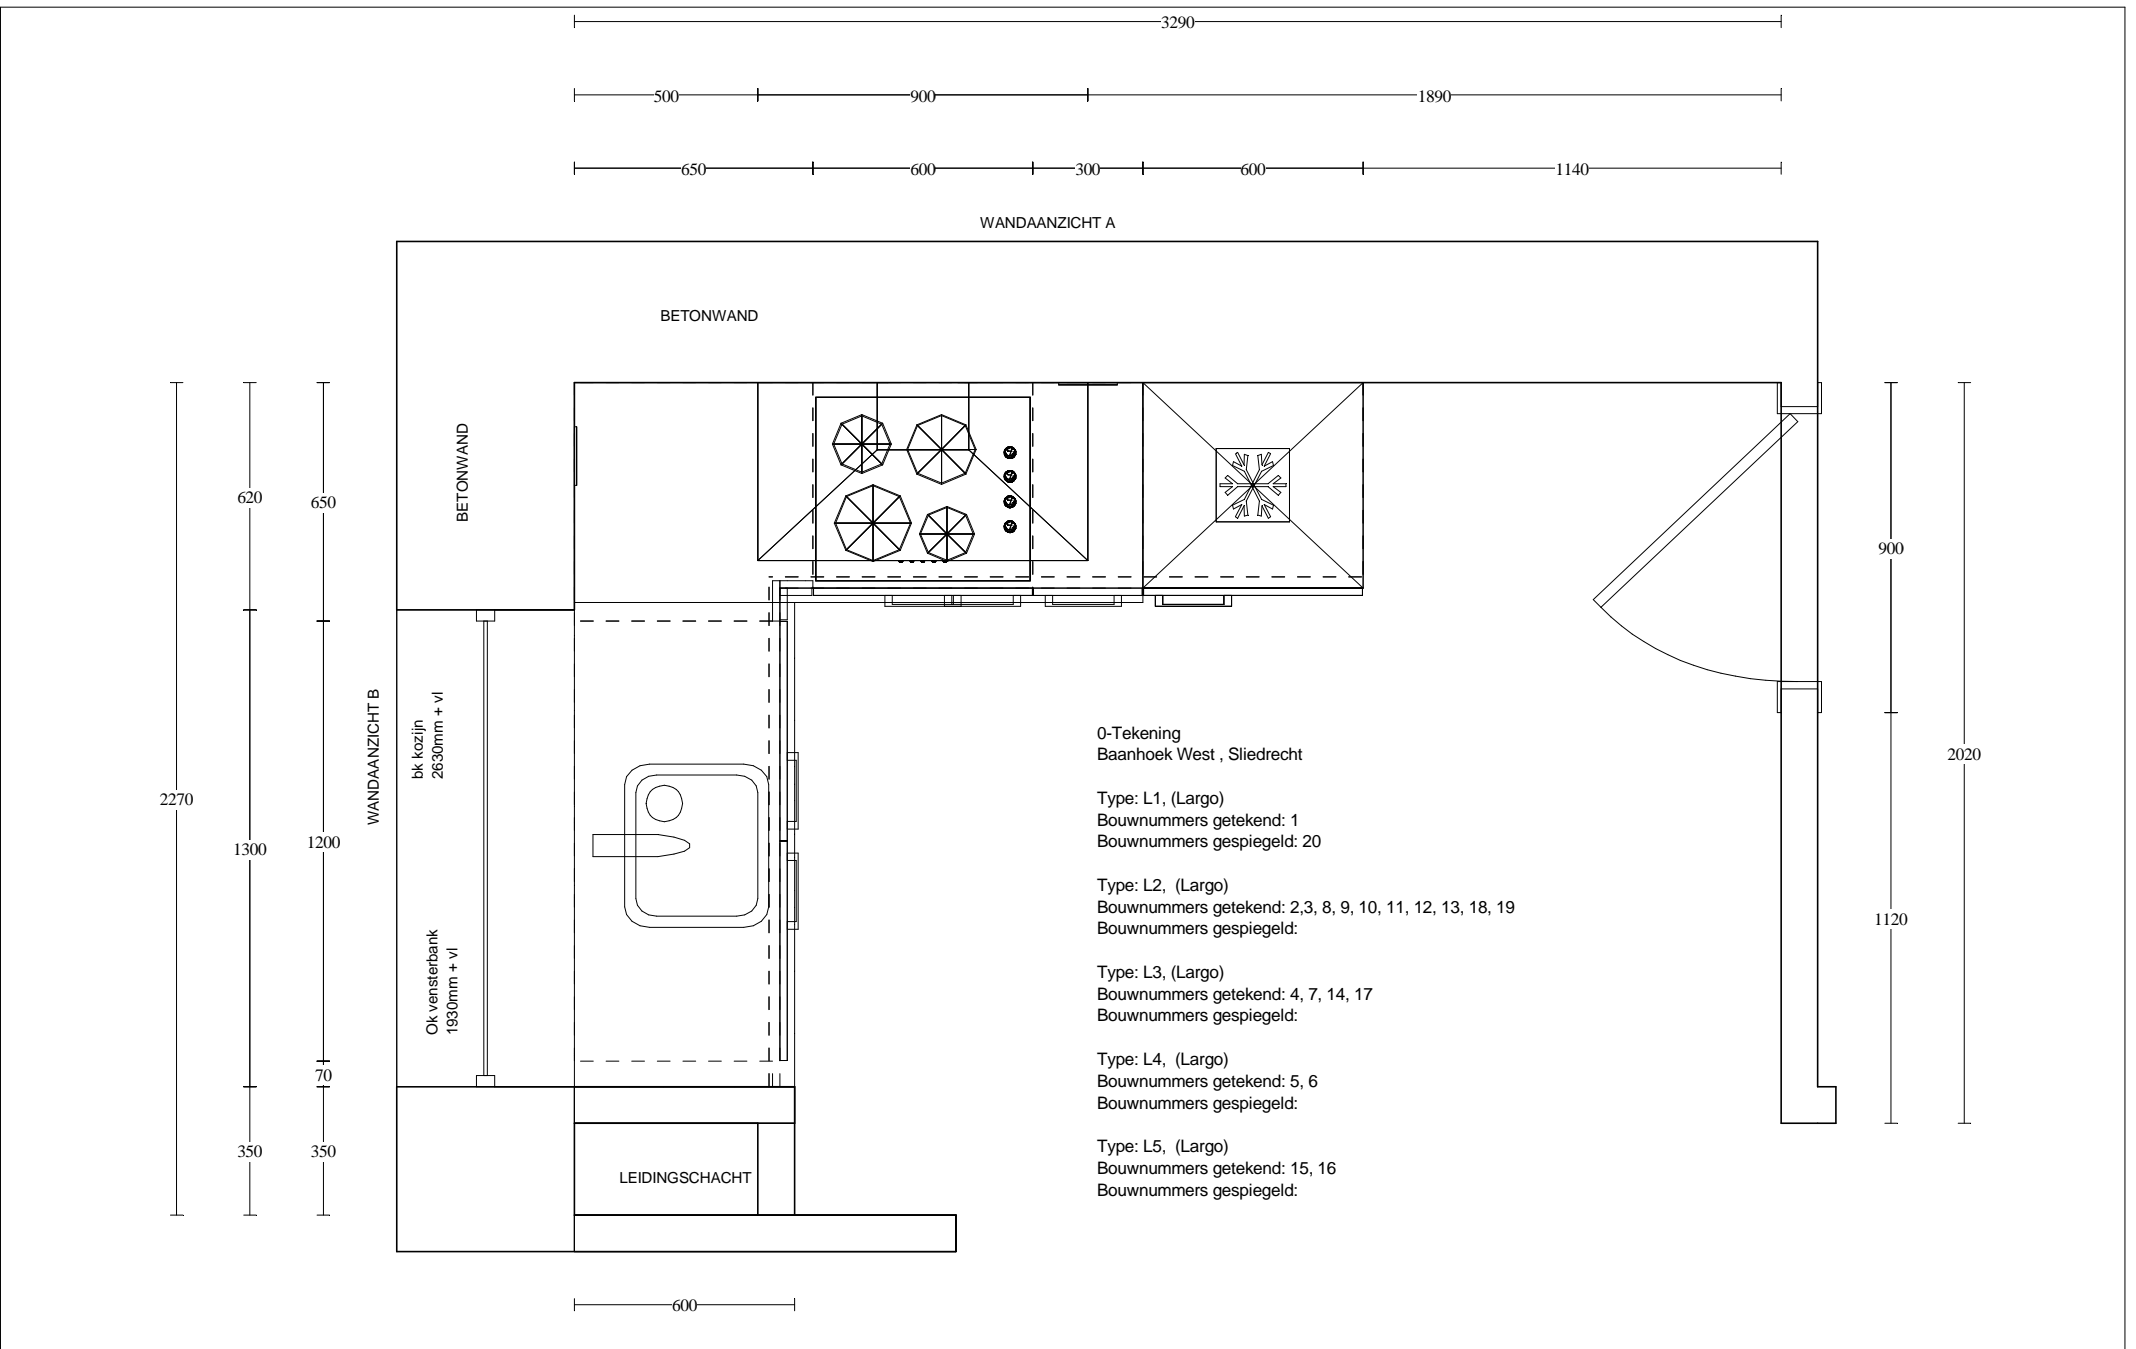 3290
500 900 1890
650 600 300 600 1140
WANDAANZICHT A
BETONWAND
BETONWAND
620
650
900
WANDAANZICHT B
bk kozijn
2630mm + vl
2270
1300
1200
2020
1120
Ok vensterbank
1930mm + vl
70
350
350
0-Tekening
Baanhoek West , Sliedrecht
Type: L1, (Largo)
Bouwnummers getekend: 1
Bouwnummers gespiegeld: 20
Type: L2, (Largo)
Bouwnummers getekend: 2,3, 8, 9, 10, 11, 12, 13, 18, 19
Bouwnummers gespiegeld:
Type: L3, (Largo)
Bouwnummers getekend: 4, 7, 14, 17
Bouwnummers gespiegeld:
Type: L4, (Largo)
Bouwnummers getekend: 5, 6
Bouwnummers gespiegeld:
Type: L5, (Largo)
Bouwnummers getekend: 15, 16
Bouwnummers gespiegeld:
LEIDINGSCHACHT
600